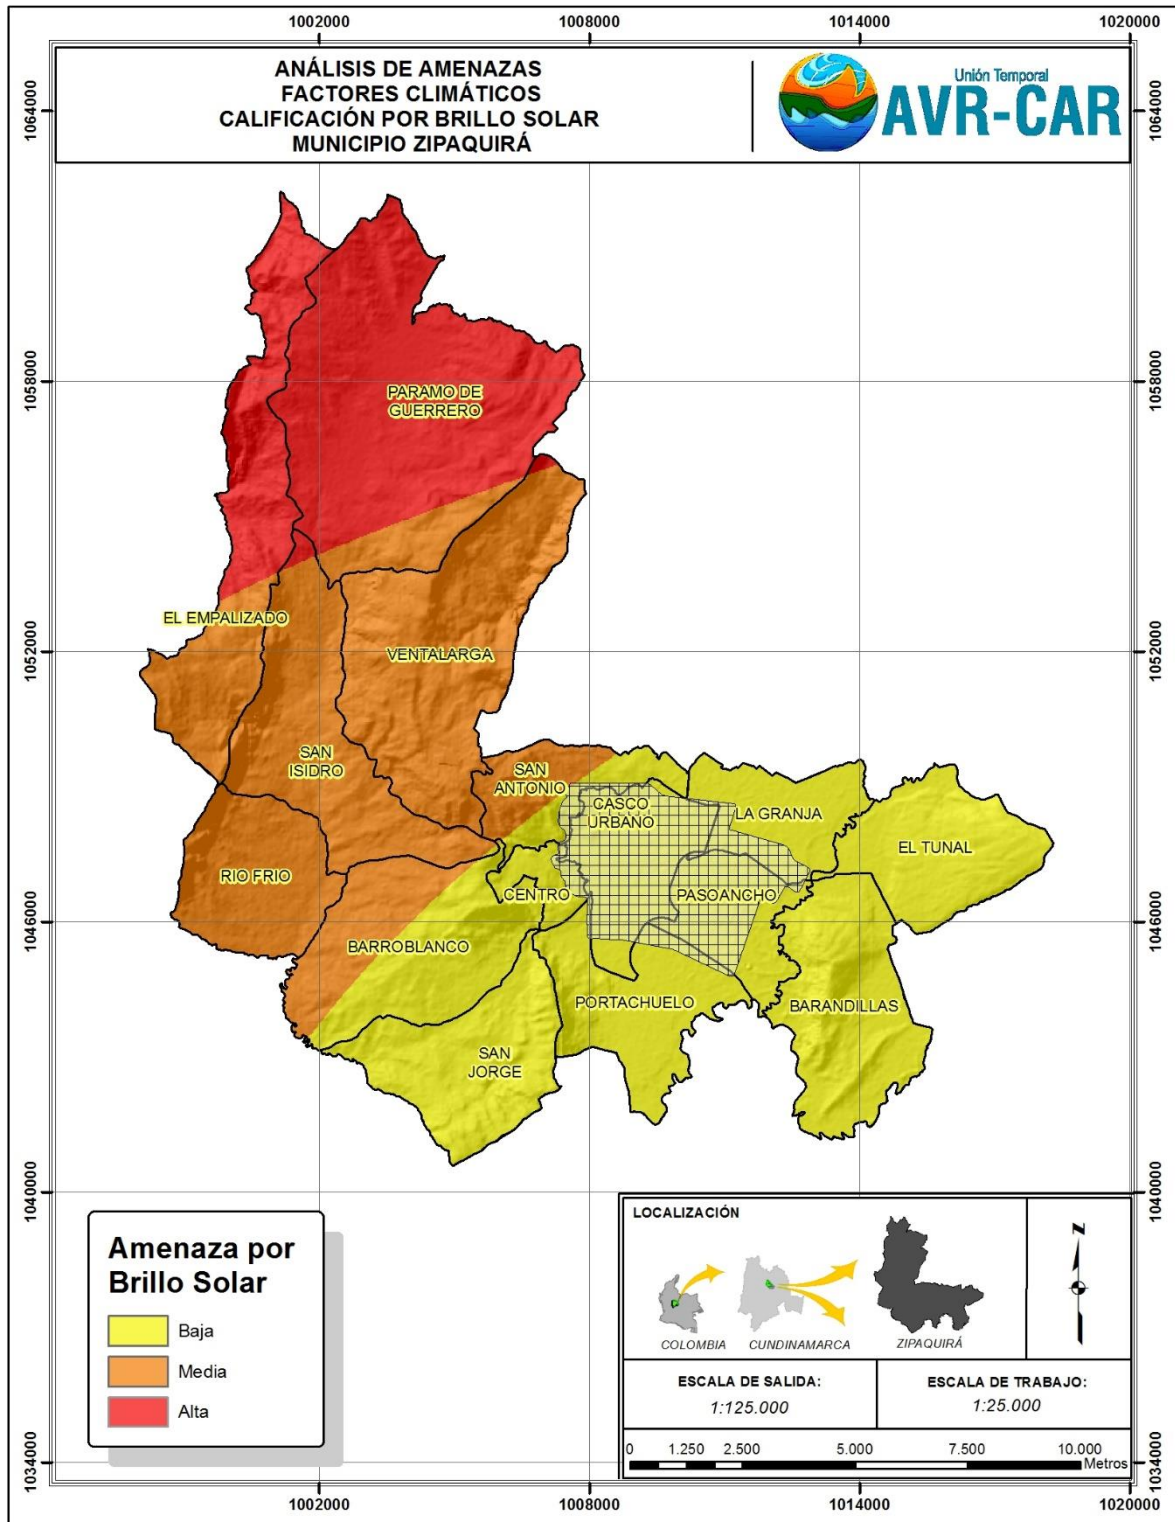 1002000
1008000
1014000
1020000
ANÁLISIS DE AMENAZAS
FACTORES CLIMÁTICOS
CALIFICACIÓN POR BRILLO SOLAR
MUNICIPIO ZIPAQUIRÁ
Unión Temporal
AVR-CAR
1064000
1064000
1058000
1058000
PARAMO DE
GUERRERO
EL EMPALIZADO
VENTALARGA
1052000
1052000
SAN
ISIDRO
SAN
ANTONIO
CASCO
URBANO
LA GRANJA
EL TUNAL
RIO FRIO
CENTRO
PASOANCHO
1046000
1046000
BARROBLANCO
PORTACHUELO
BARANDILLAS
SAN
JORGE
1040000
1040000
Amenaza por
Brillo Solar
Baja
Media
Alta
LOCALIZACIÓN
COLOMBIA
CUNDINAMARCA
ZIPAQUIRÁ
Z
ESCALA DE SALIDA:
1:125.000
ESCALA DE TRABAJO:
1:25.000
0 1.250 2.500 5.000 7.500 10.000
Metros
1034000
1034000
1002000
1008000
1014000
1020000